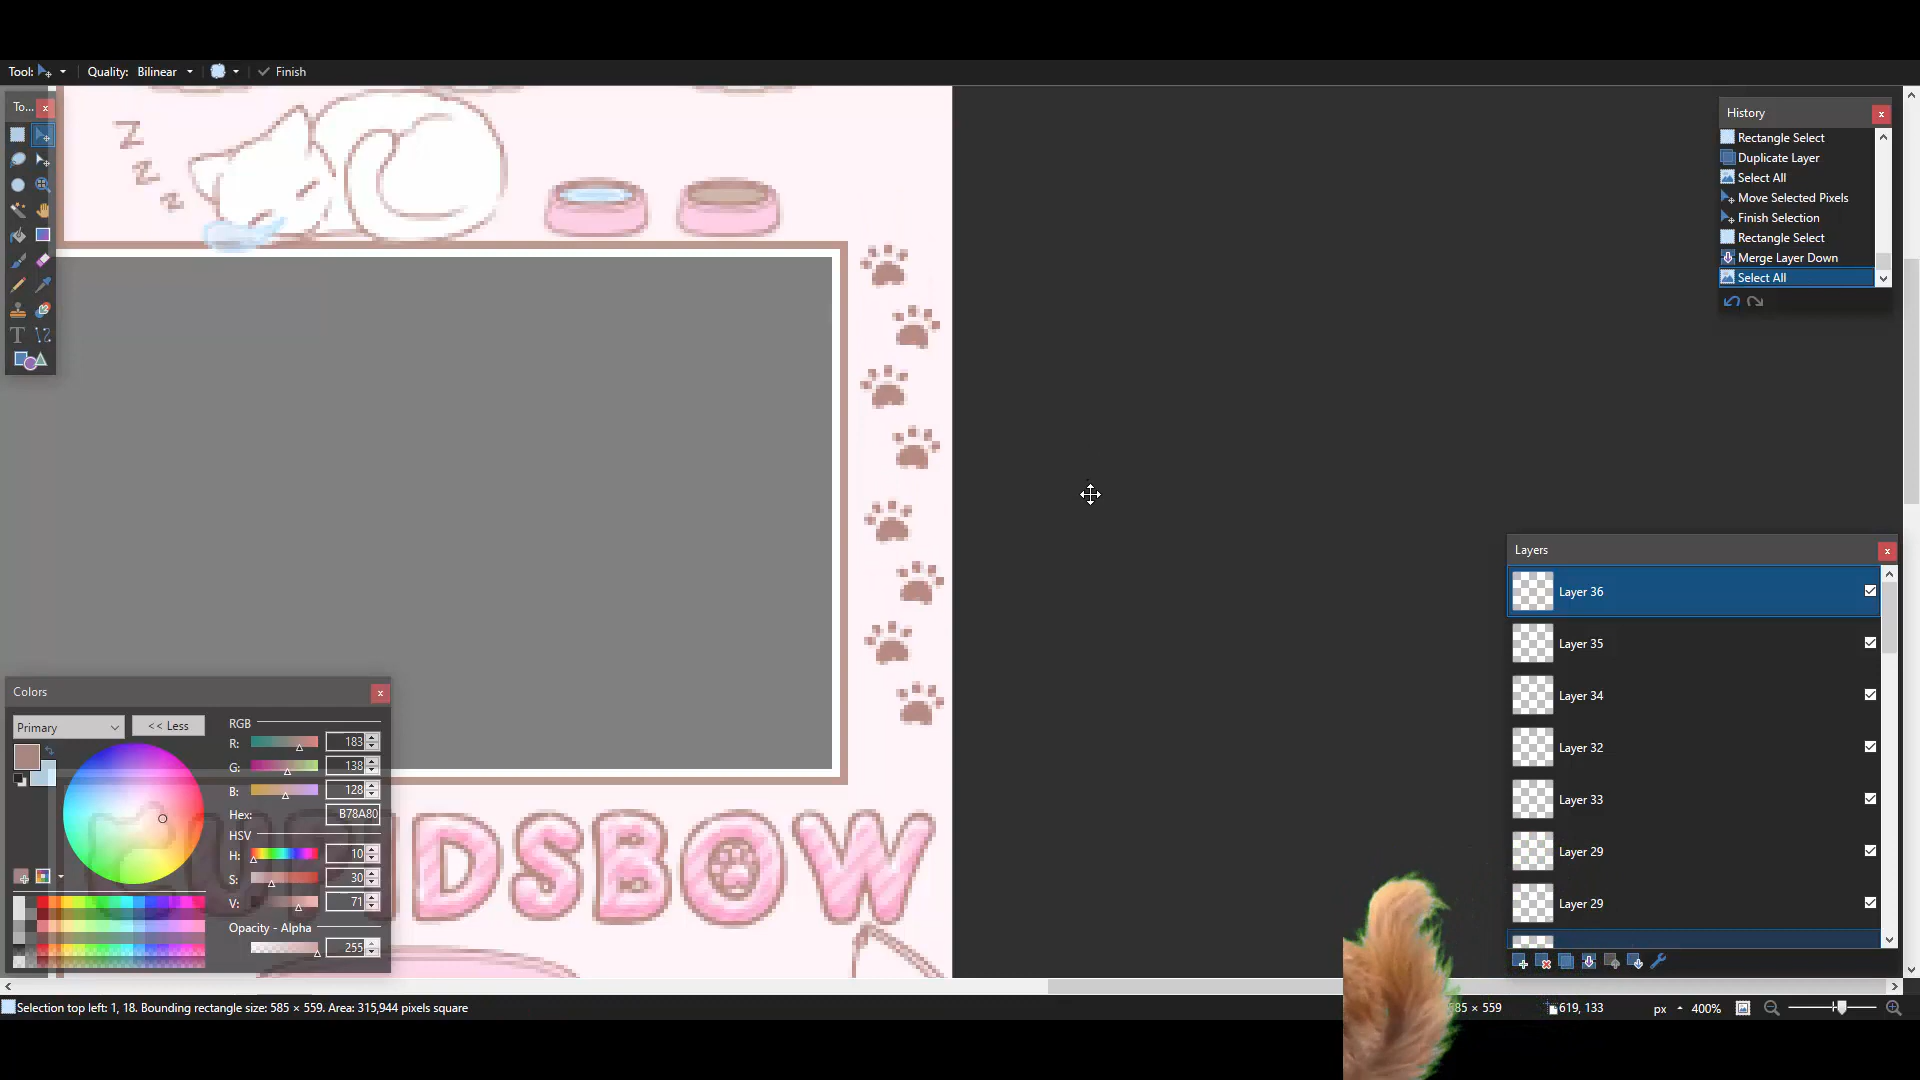 Tool:
Quality: Bilinear
Finish
To...
History
Rectangle Select
Duplicate Layer
Select All
Move Selected Pixels
Finish Selection
Rectangle Select
Merge Layer Down
Select All
Z
Z
Z
Layers
Layer 36
Layer 35
Layer 34
Layer 32
Layer 33
Layer 29
Layer 29
Colors
Primary
<< Less
RGB
R: 183
G: 138
B: 128
Hex: B78A80
HSV
H: 10
S: 30
V: 71
Opacity - Alpha
255
CUPIDSBOW
Selection top left: 1, 18. Bounding rectangle size: 585 × 559. Area: 315,944 pixels square
585 × 559
619, 133
px
400%